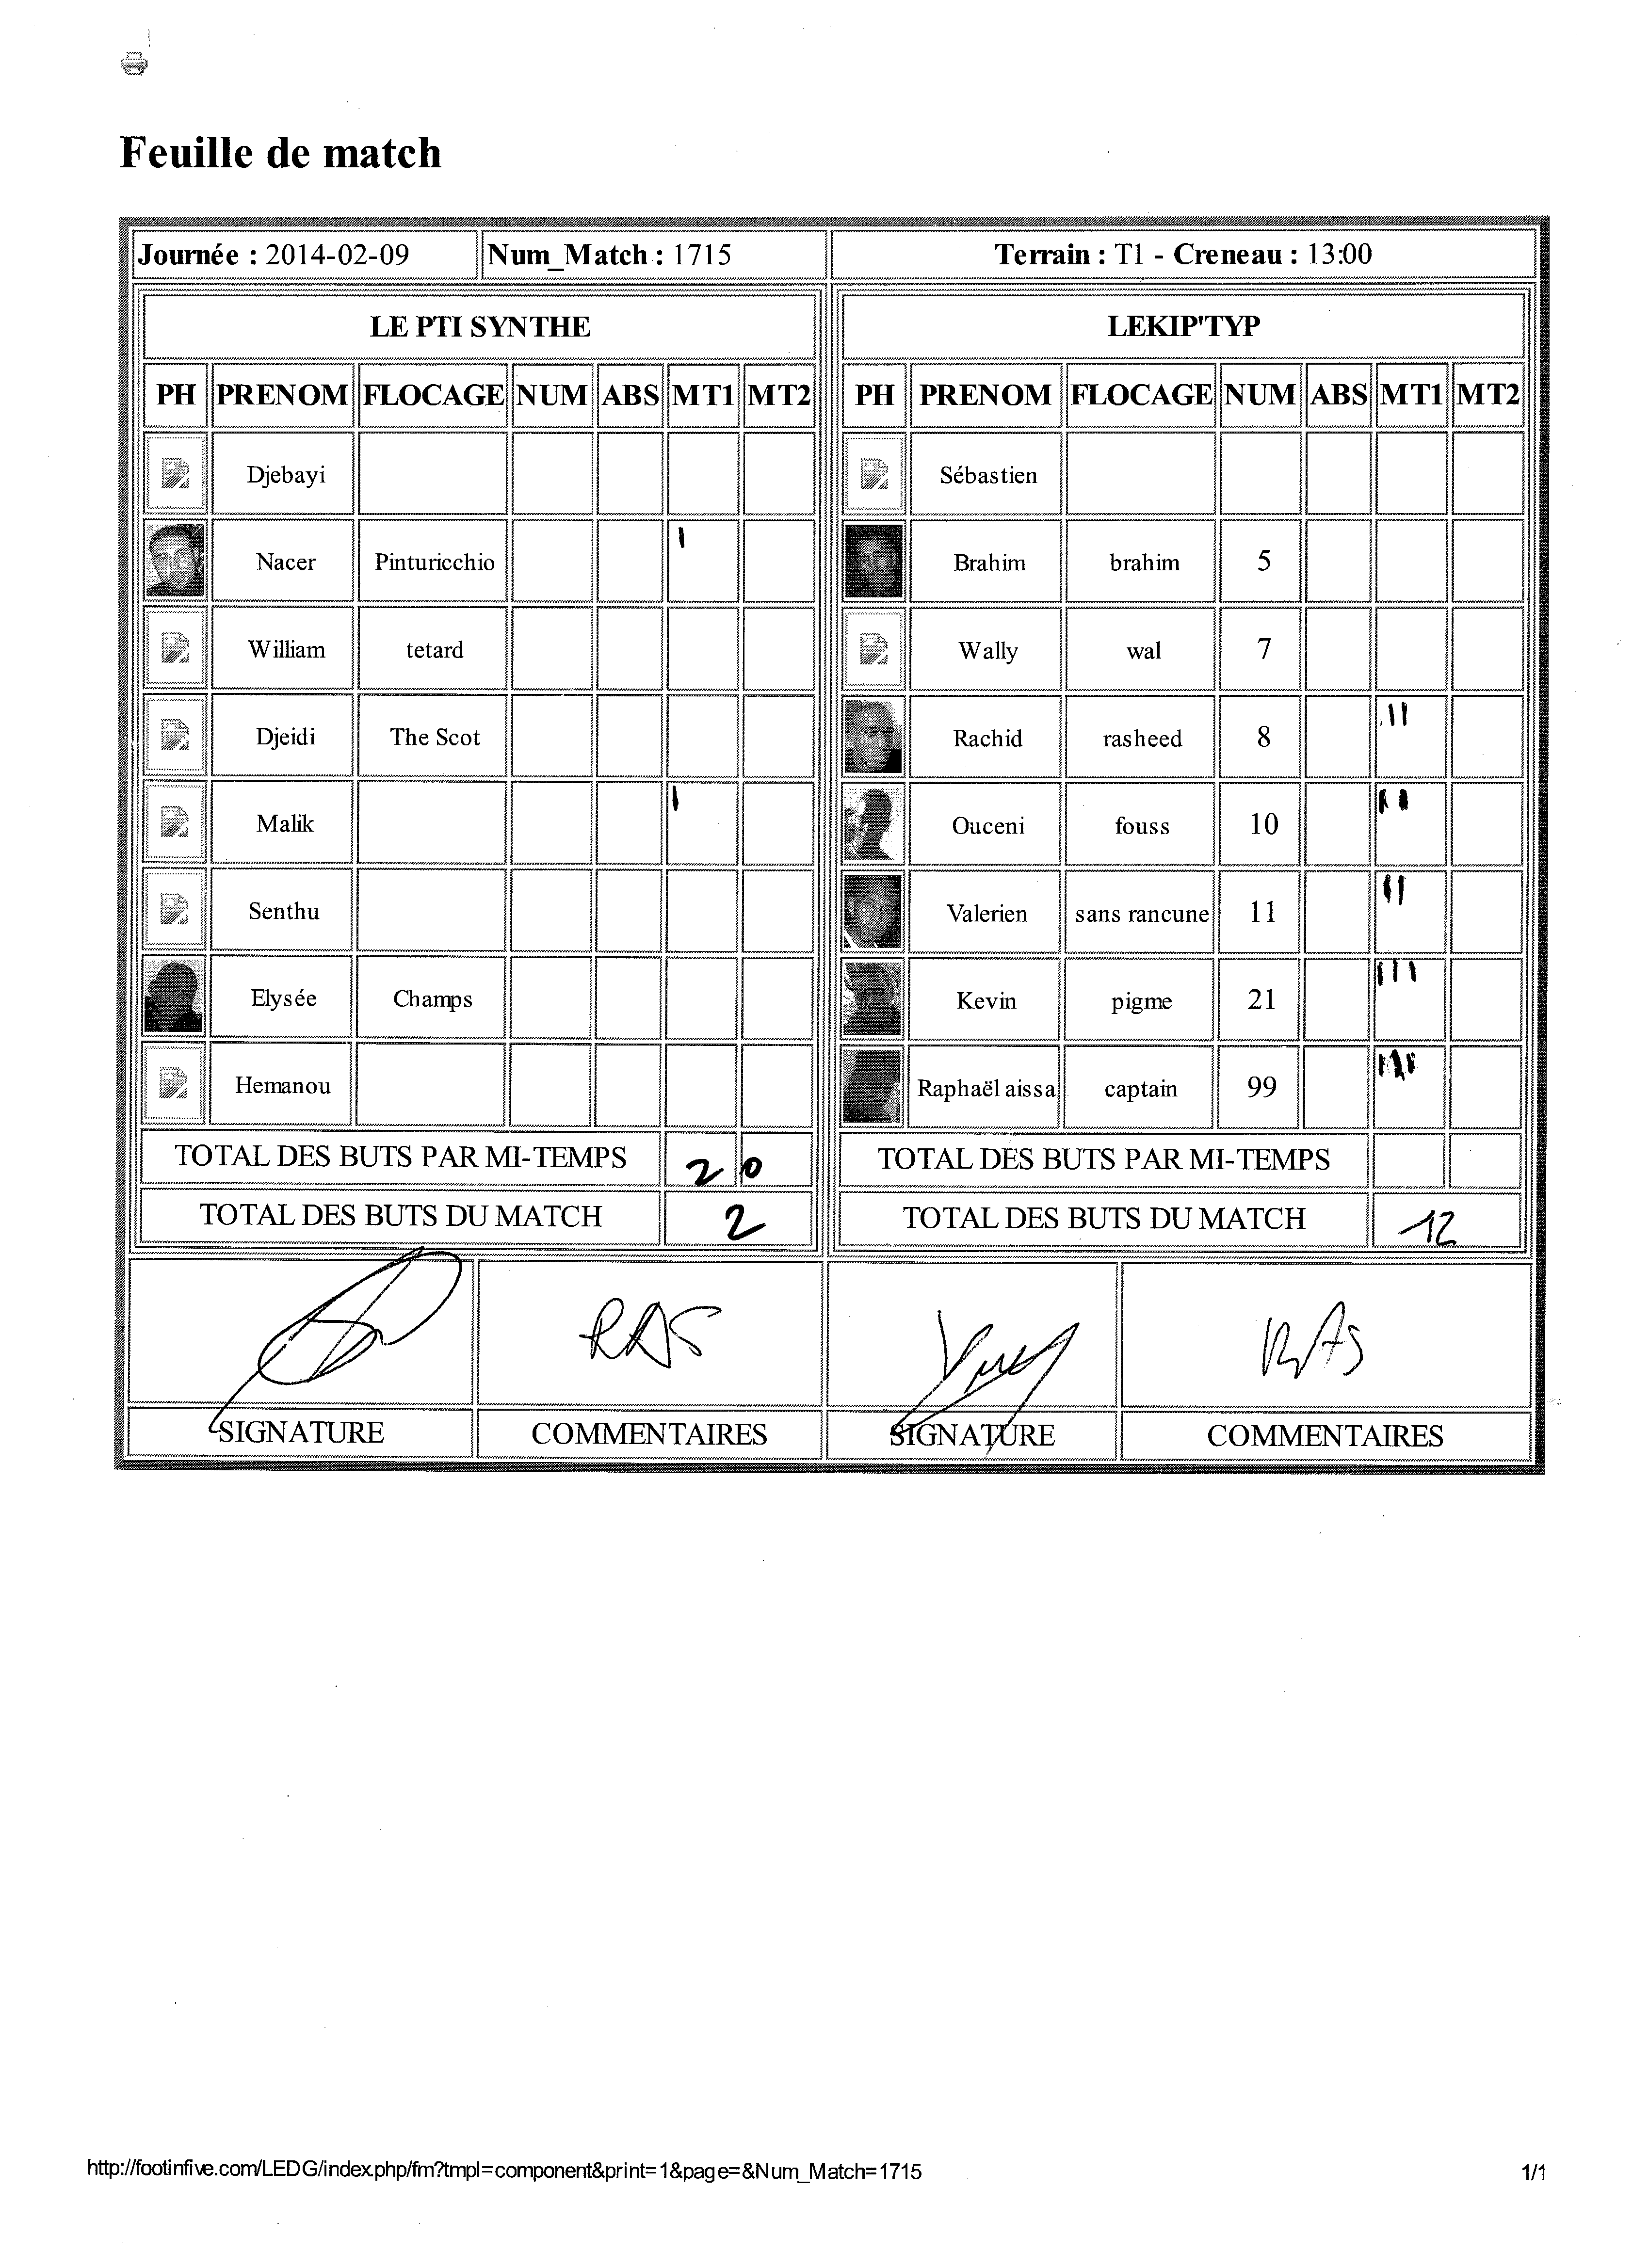 Feuille de match
Journée : 2014-02-09 Num_Match : 1715 Terrain : T1 - Creneau : 13:00
LE PTI SYNTHE LEKIP'TYP
PH PRENOM FLOCAGE NUM ABS MT1 MT2 PH PRENOM FLOCAGE NUM ABS MT1 MT2
Djebayi Sébastien
Nacer Pinturicchio I Brahim brahim 5
William tetard Wally wal 7
Djeidi The Scot Rachid rasheed 8 II
Malik I Ouceni fouss 10 II
Senthu Valerien sans rancune 11 II
Elysée Champs Kevin pigme 21 III
Hemanou Raphaël aissa captain 99
TOTAL DES BUTS PAR MI-TEMPS 2 0 TOTAL DES BUTS PAR MI-TEMPS
TOTAL DES BUTS DU MATCH 2 TOTAL DES BUTS DU MATCH 12
RAS RAS
SIGNATURE COMMENTAIRES SIGNATURE COMMENTAIRES
http://footinfive.com/LEDG/index.php/fm?tmpl=component&print=1&page=&Num_Match=1715 1/1